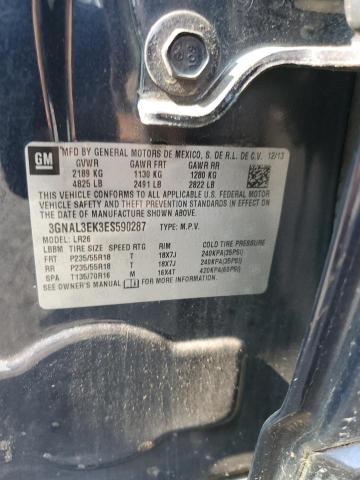 GM
MFD BY GENERAL MOTORS DE MEXICO, S. DE R.L. DE C.V. 12/13
GVWR GAWR FRT GAWR RR
2189 KG 1130 KG 1280 KG
4825 LB 2491 LB 2822 LB
THIS VEHICLE CONFORMS TO ALL APPLICABLE U.S. FEDERAL MOTOR
VEHICLE SAFETY AND THEFT PREVENTION STANDARDS IN EFFECT
ON THE DATE OF MANUFACTURE SHOWN ABOVE.
3GNAL3EK3ES590287 TYPE: M.P.V.
MODEL: LR26
LBBM TIRE SIZE SPEED RTG RIM COLD TIRE PRESSURE
FRT P235/55R18 T 18X7J 240KPA(35PSI)
RR P235/55R18 T 18X7J 240KPA(35PSI)
SPA T135/70R16 M 16X4T 420KPA(60PSI)
SEE OWNER'S MANUAL FOR ADDITIONAL INFORMATION.